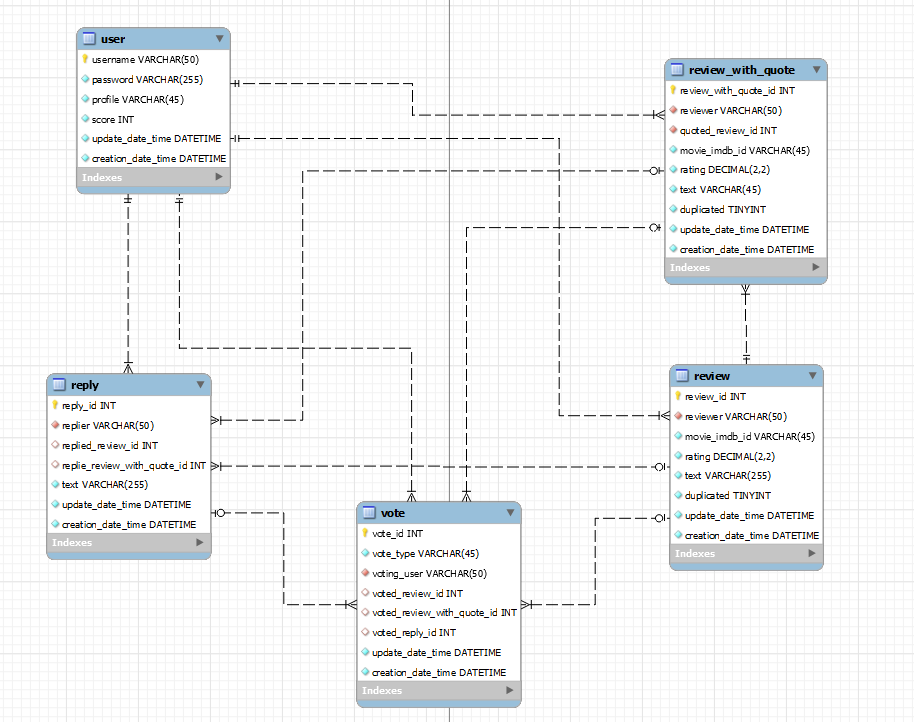 user
username VARCHAR(50)
password VARCHAR(255)
profile VARCHAR(45)
score INT
update_date_time DATETIME
creation_date_time DATETIME
Indexes
review_with_quote
review_with_quote_id INT
reviewer VARCHAR(50)
quoted_review_id INT
movie_imdb_id VARCHAR(45)
rating DECIMAL(2,2)
text VARCHAR(45)
duplicated TINYINT
update_date_time DATETIME
creation_date_time DATETIME
Indexes
reply
reply_id INT
replier VARCHAR(50)
replied_review_id INT
replie_review_with_quote_id INT
text VARCHAR(255)
update_date_time DATETIME
creation_date_time DATETIME
Indexes
review
review_id INT
reviewer VARCHAR(50)
movie_imdb_id VARCHAR(45)
rating DECIMAL(2,2)
text VARCHAR(255)
duplicated TINYINT
update_date_time DATETIME
creation_date_time DATETIME
Indexes
vote
vote_id INT
vote_type VARCHAR(45)
voting_user VARCHAR(50)
voted_review_id INT
voted_review_with_quote_id INT
voted_reply_id INT
update_date_time DATETIME
creation_date_time DATETIME
Indexes